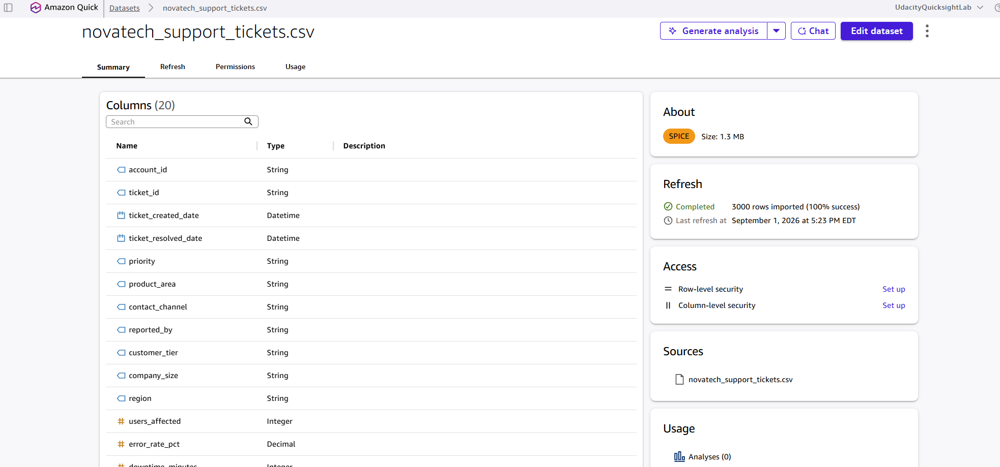 Amazon Quick
Datasets
novatech_support_tickets.csv
UdacityQuicksightLab
novatech_support_tickets.csv
Generate analysis
Chat
Edit dataset
Summary
Refresh
Permissions
Usage
Columns (20)
Search
Name Type Description
account_id String
ticket_id String
ticket_created_date Datetime
ticket_resolved_date Datetime
priority String
product_area String
contact_channel String
reported_by String
customer_tier String
company_size String
region String
users_affected Integer
error_rate_pct Decimal
downtime_minutes Integer
About
SPICE Size: 1.3 MB
Refresh
Completed 3000 rows imported (100% success)
Last refresh at September 1, 2026 at 5:23 PM EDT
Access
Row-level security Set up
Column-level security Set up
Sources
novatech_support_tickets.csv
Usage
Analyses (0)